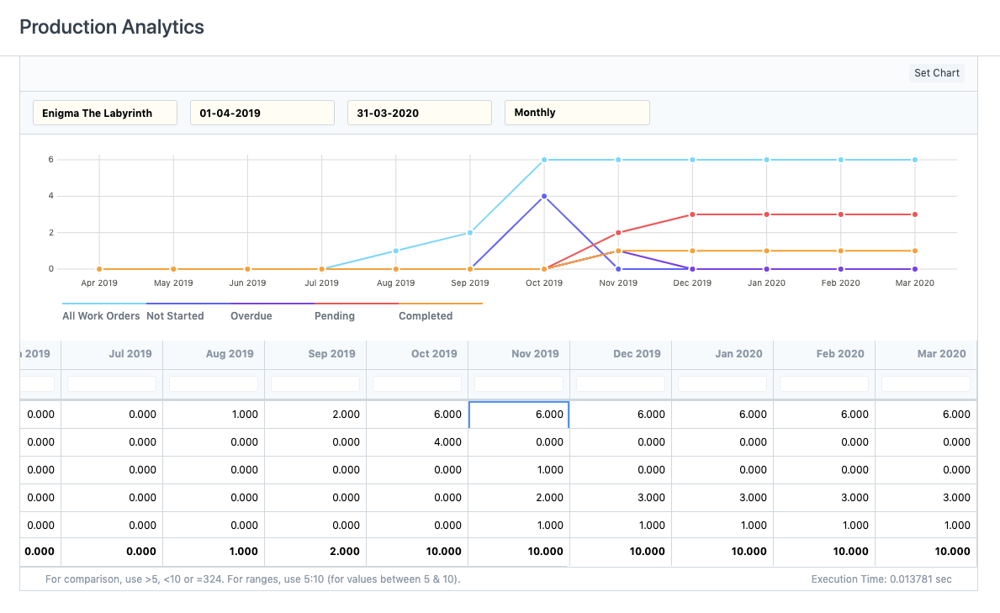 Production Analytics
Set Chart
Enigma The Labyrinth 01-04-2019 31-03-2020 Monthly
6
4
2
0
Apr 2019 May 2019 Jun 2019 Jul 2019 Aug 2019 Sep 2019 Oct 2019 Nov 2019 Dec 2019 Jan 2020 Feb 2020 Mar 2020
All Work Orders Not Started Overdue Pending Completed
2019 Jul 2019 Aug 2019 Sep 2019 Oct 2019 Nov 2019 Dec 2019 Jan 2020 Feb 2020 Mar 2020
0.000 0.000 1.000 2.000 6.000 6.000 6.000 6.000 6.000 6.000
0.000 0.000 0.000 0.000 4.000 0.000 0.000 0.000 0.000 0.000
0.000 0.000 0.000 0.000 0.000 1.000 0.000 0.000 0.000 0.000
0.000 0.000 0.000 0.000 0.000 2.000 3.000 3.000 3.000 3.000
0.000 0.000 0.000 0.000 0.000 1.000 1.000 1.000 1.000 1.000
0.000 0.000 1.000 2.000 10.000 10.000 10.000 10.000 10.000 10.000
For comparison, use >5, <10 or =324. For ranges, use 5:10 (for values between 5 & 10). Execution Time: 0.013781 sec